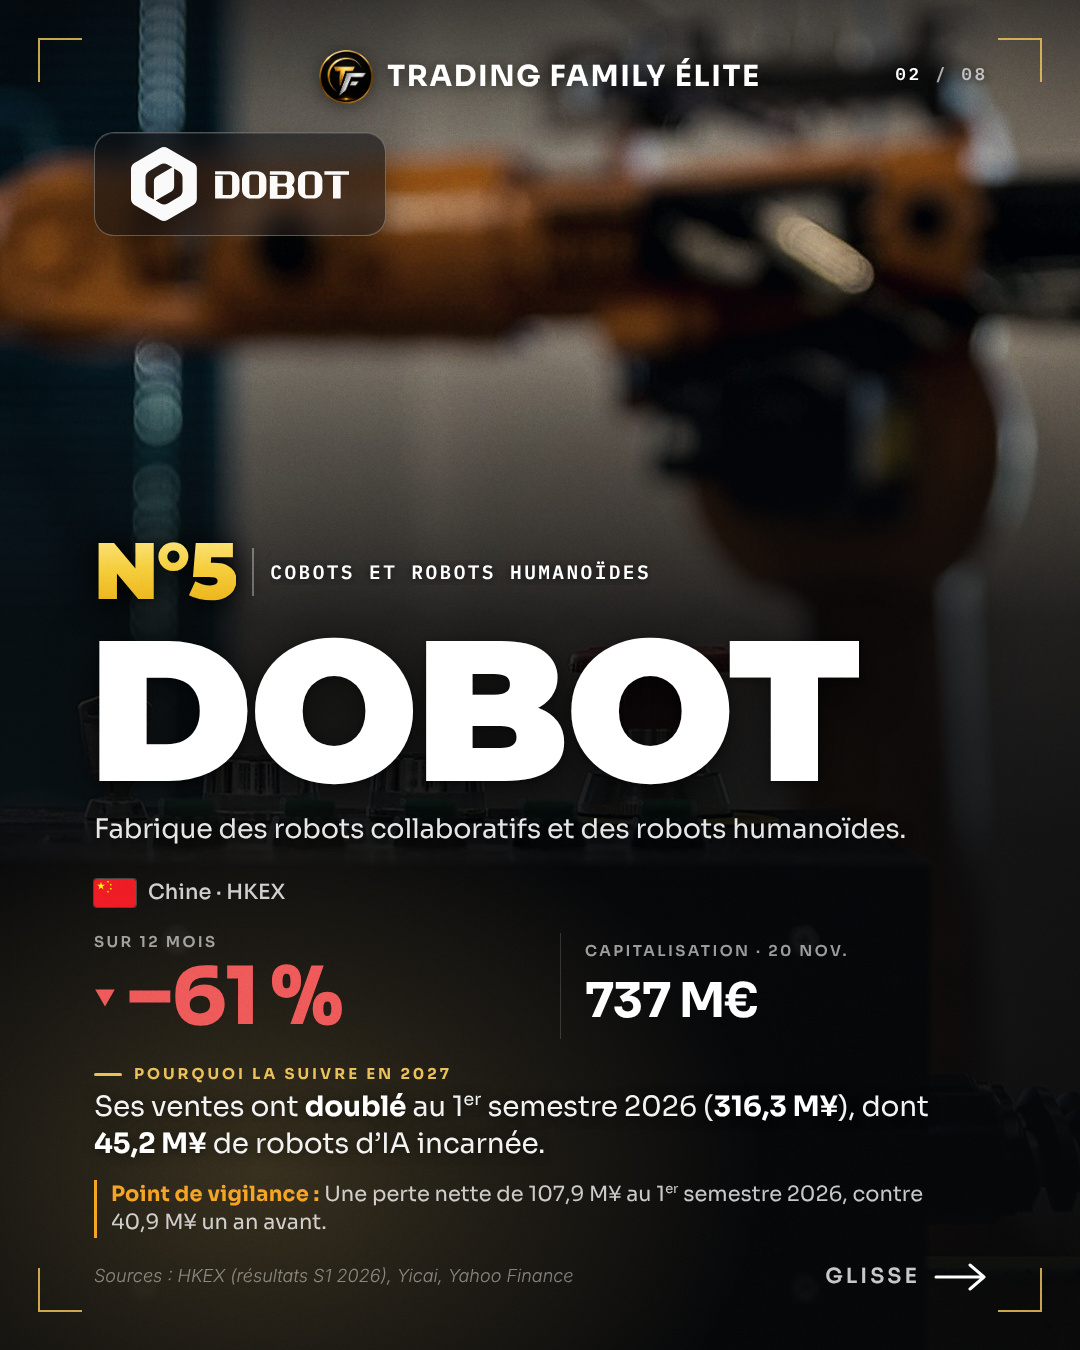 TF TRADING FAMILY ÉLITE
02 / 08
DOBOT
N°5
COBOTS ET ROBOTS HUMANOÏDES
DOBOT
Fabrique des robots collaboratifs et des robots humanoïdes.
Chine · HKEX
SUR 12 MOIS
▼ −61 %
CAPITALISATION · 20 NOV.
737 M€
POURQUOI LA SUIVRE EN 2027
Ses ventes ont doublé au 1er semestre 2026 (316,3 M¥), dont
45,2 M¥ de robots d’IA incarnée.
Point de vigilance : Une perte nette de 107,9 M¥ au 1er semestre 2026, contre
40,9 M¥ un an avant.
Sources : HKEX (résultats S1 2026), Yicai, Yahoo Finance
GLISSE →